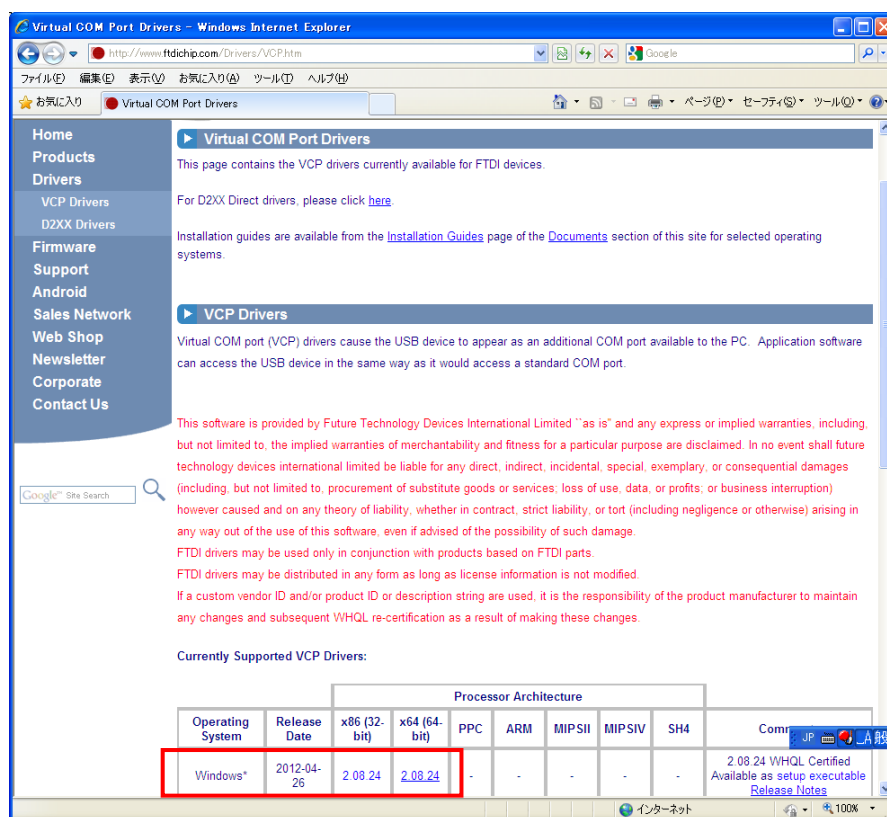 Virtual COM Port Drivers - Windows Internet Explorer
http://www.ftdichip.com/Drivers/VCP.htm
Google
ファイル(F) 編集(E) 表示(V) お気に入り(A) ツール(T) ヘルプ(H)
お気に入り Virtual COM Port Drivers ページ(P) セーフティ(S) ツール(O)
Home
Products
Drivers
VCP Drivers
D2XX Drivers
Firmware
Support
Android
Sales Network
Web Shop
Newsletter
Corporate
Contact Us
Google™ Site Search
Virtual COM Port Drivers
This page contains the VCP drivers currently available for FTDI devices.
For D2XX Direct drivers, please click here.
Installation guides are available from the Installation Guides page of the Documents section of this site for selected operating
systems.
VCP Drivers
Virtual COM port (VCP) drivers cause the USB device to appear as an additional COM port available to the PC. Application software
can access the USB device in the same way as it would access a standard COM port.
This software is provided by Future Technology Devices International Limited ``as is'' and any express or implied warranties, including,
but not limited to, the implied warranties of merchantability and fitness for a particular purpose are disclaimed. In no event shall future
technology devices international limited be liable for any direct, indirect, incidental, special, exemplary, or consequential damages
(including, but not limited to, procurement of substitute goods or services; loss of use, data, or profits; or business interruption)
however caused and on any theory of liability, whether in contract, strict liability, or tort (including negligence or otherwise) arising in
any way out of the use of this software, even if advised of the possibility of such damage.
FTDI drivers may be used only in conjunction with products based on FTDI parts.
FTDI drivers may be distributed in any form as long as license information is not modified.
If a custom vendor ID and/or product ID or description string are used, it is the responsibility of the product manufacturer to maintain
any changes and subsequent WHQL re-certification as a result of making these changes.
Currently Supported VCP Drivers:
Processor Architecture
Operating System Release Date x86 (32-bit) x64 (64-bit) PPC ARM MIPSII MIPSIV SH4 Comm
JP A 般
Windows* 2012-04-26 2.08.24 2.08.24 - - - - - 2.08.24 WHQL Certified
Available as setup executable
Release Notes
インターネット 100%